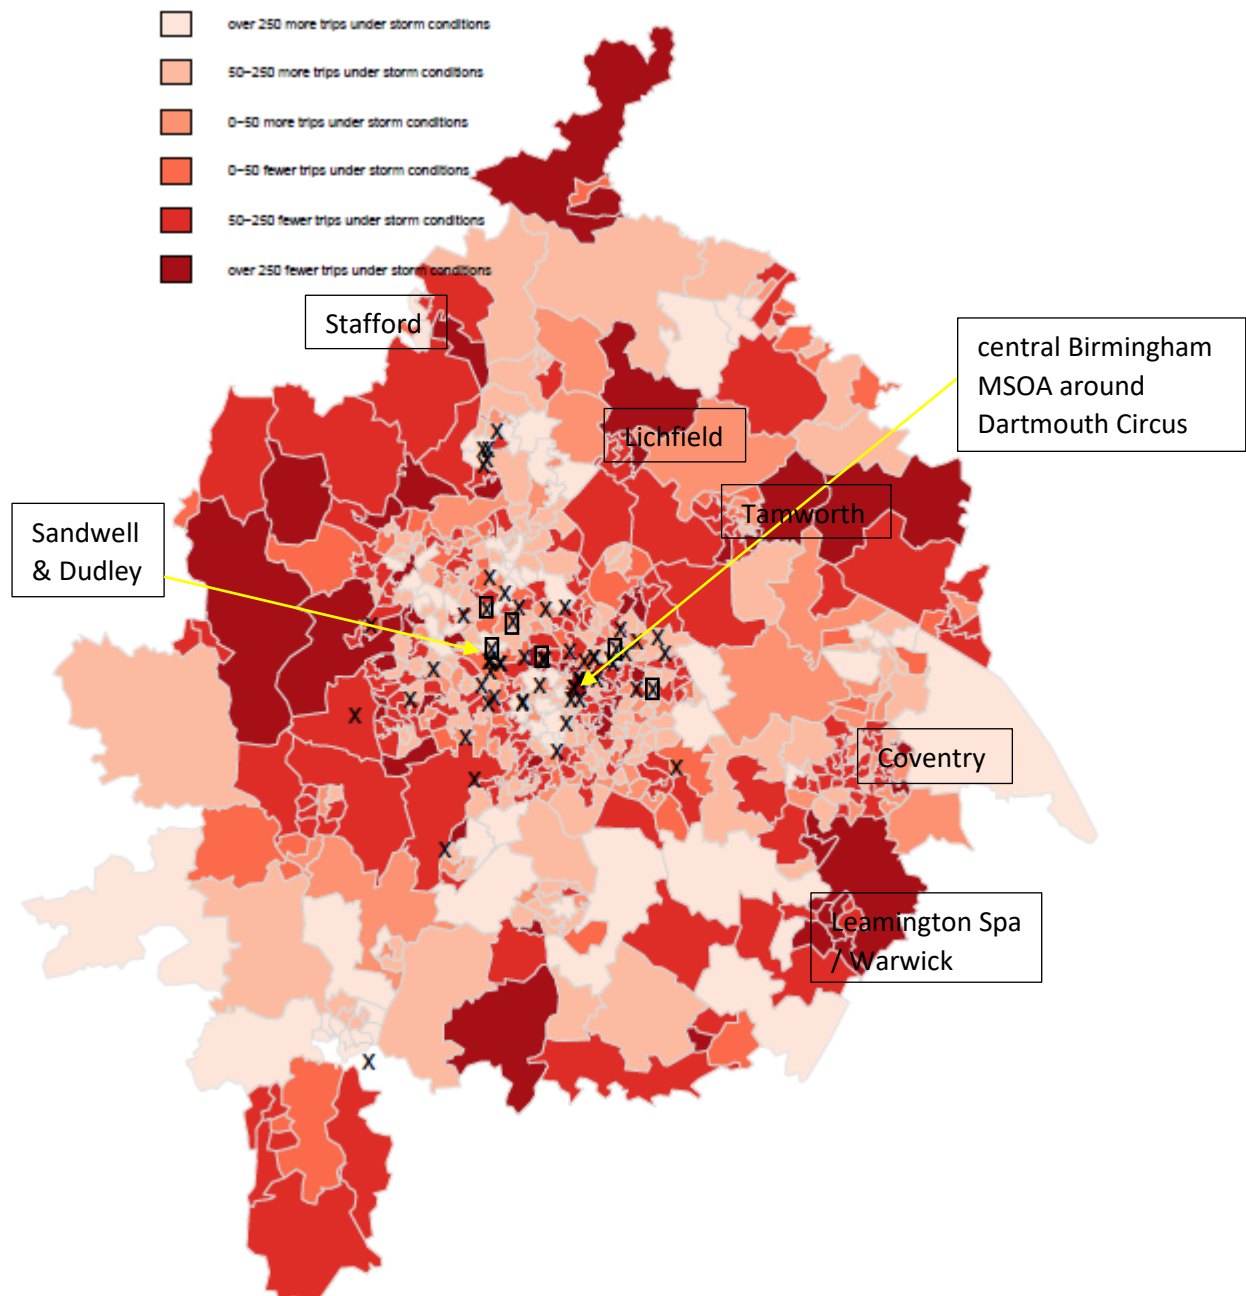 over 250 more trips under storm conditions
50–250 more trips under storm conditions
0–50 more trips under storm conditions
0–50 fewer trips under storm conditions
50–250 fewer trips under storm conditions
over 250 fewer trips under storm conditions
Stafford
central Birmingham
MSOA around
Dartmouth Circus
Lichfield
Tamworth
Sandwell
& Dudley
Coventry
Leamington Spa
/ Warwick